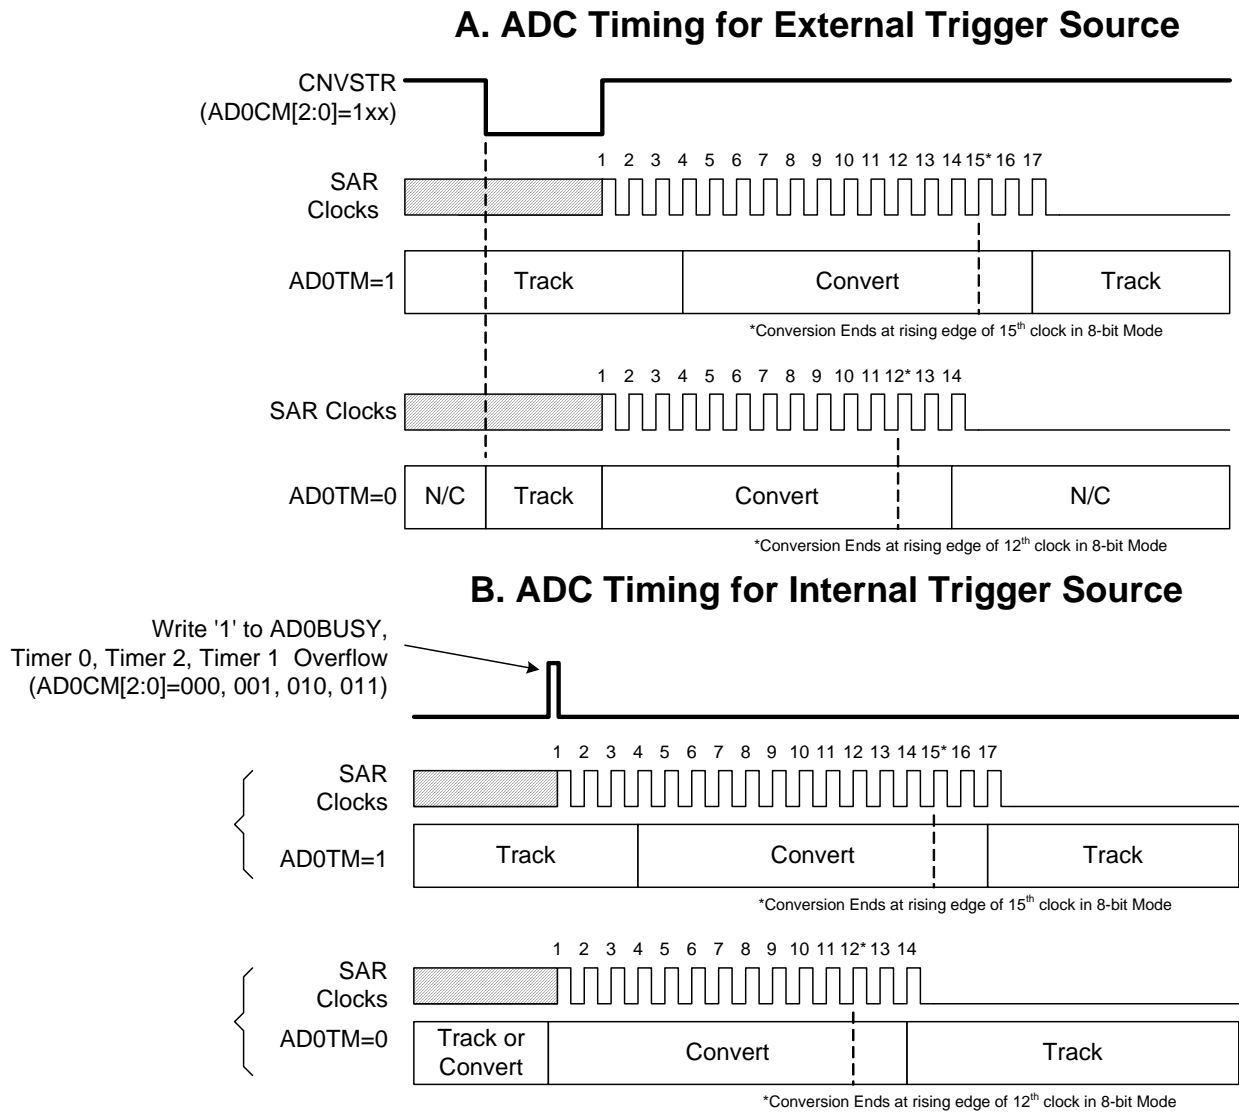 A. ADC Timing for External Trigger Source
CNVSTR
(AD0CM[2:0]=1xx)
1 2 3 4 5 6 7 8 9 10 11 12 13 14 15* 16 17
SAR
Clocks
AD0TM=1
Track
Convert
Track
*Conversion Ends at rising edge of 15th clock in 8-bit Mode
1 2 3 4 5 6 7 8 9 10 11 12* 13 14
SAR Clocks
AD0TM=0
N/C
Track
Convert
N/C
*Conversion Ends at rising edge of 12th clock in 8-bit Mode
B. ADC Timing for Internal Trigger Source
Write '1' to AD0BUSY,
Timer 0, Timer 2, Timer 1 Overflow
(AD0CM[2:0]=000, 001, 010, 011)
1 2 3 4 5 6 7 8 9 10 11 12 13 14 15* 16 17
SAR
Clocks
AD0TM=1
Track
Convert
Track
*Conversion Ends at rising edge of 15th clock in 8-bit Mode
1 2 3 4 5 6 7 8 9 10 11 12* 13 14
SAR
Clocks
AD0TM=0
Track or
Convert
Convert
Track
*Conversion Ends at rising edge of 12th clock in 8-bit Mode